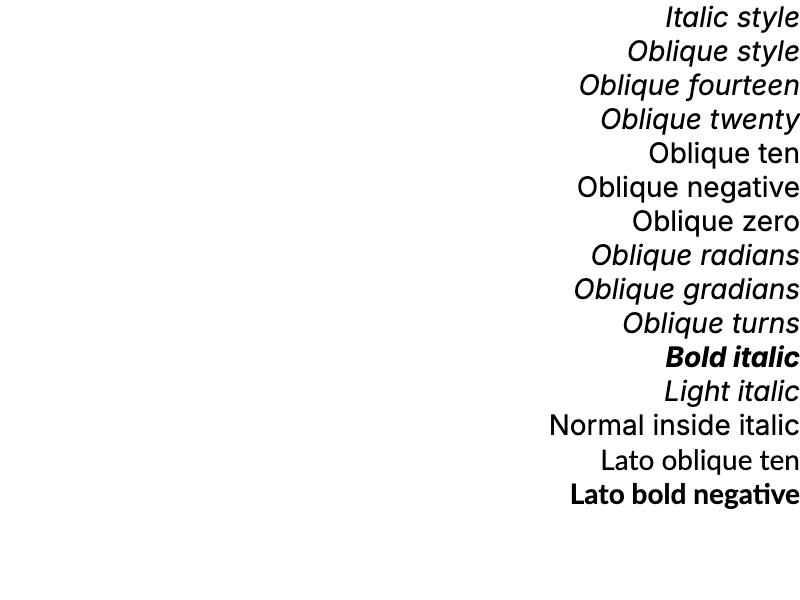 Italic style
Oblique style
Oblique fourteen
Oblique twenty
Oblique ten
Oblique negative
Oblique zero
Oblique radians
Oblique gradians
Oblique turns
Bold italic
Light italic
Normal inside italic
Lato oblique ten
Lato bold negative